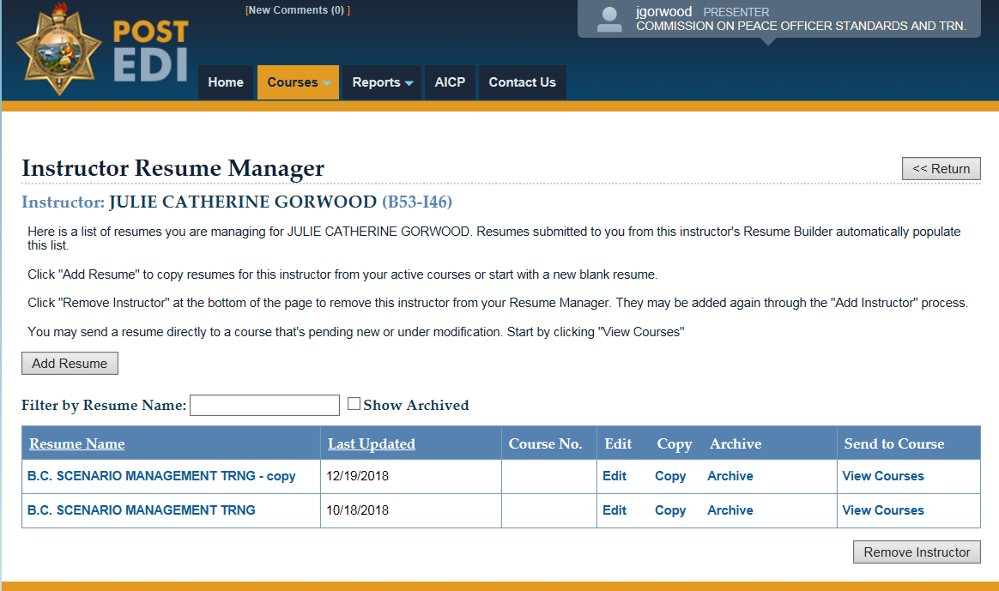 [New Comments (0) ]
jgorwood PRESENTER
COMMISSION ON PEACE OFFICER STANDARDS AND TRN.
POST
EDI
Home Courses Reports AICP Contact Us
Instructor Resume Manager
<< Return
Instructor: JULIE CATHERINE GORWOOD (B53-I46)
Here is a list of resumes you are managing for JULIE CATHERINE GORWOOD. Resumes submitted to you from this instructor's Resume Builder automatically populate
this list.
Click "Add Resume" to copy resumes for this instructor from your active courses or start with a new blank resume.
Click "Remove Instructor" at the bottom of the page to remove this instructor from your Resume Manager. They may be added again through the "Add Instructor" process.
You may send a resume directly to a course that's pending new or under modification. Start by clicking "View Courses"
Add Resume
Filter by Resume Name: Show Archived
Resume Name Last Updated Course No. Edit Copy Archive Send to Course
B.C. SCENARIO MANAGEMENT TRNG - copy 12/19/2018 Edit Copy Archive View Courses
B.C. SCENARIO MANAGEMENT TRNG 10/18/2018 Edit Copy Archive View Courses
Remove Instructor